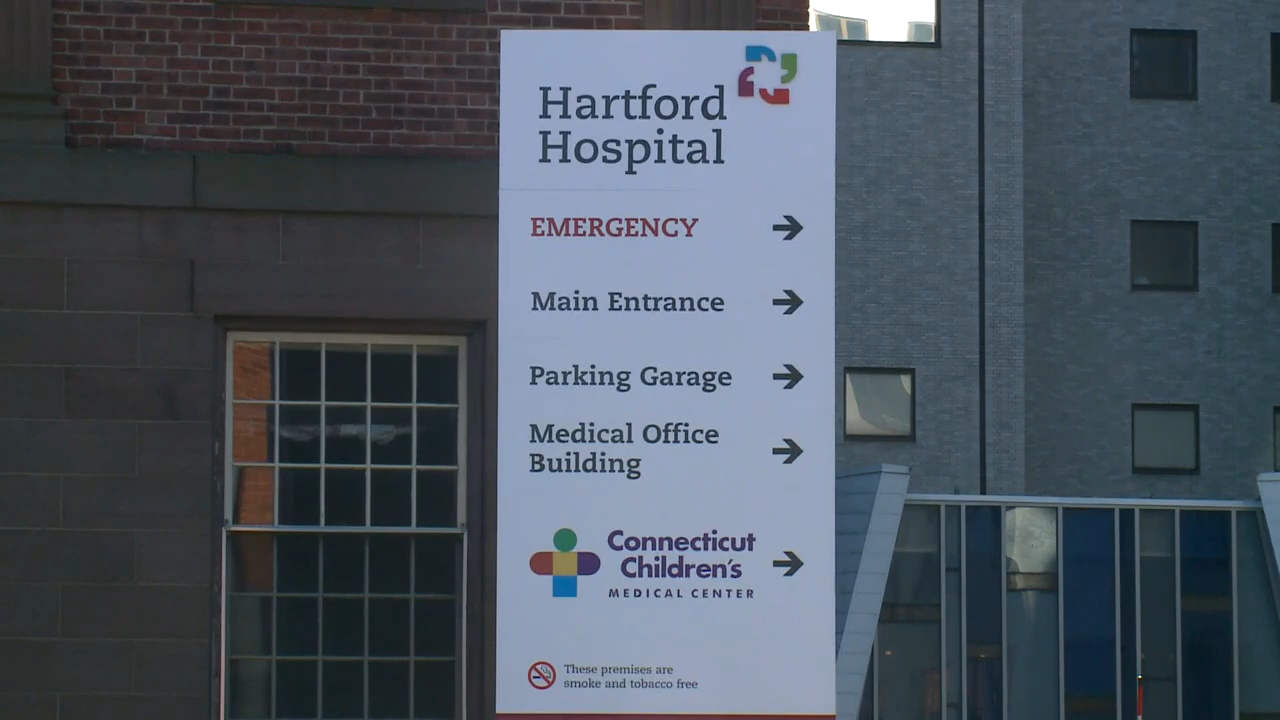 Hartford
Hospital
EMERGENCY
Main Entrance
Parking Garage
Medical Office
Building
Connecticut
Children's
MEDICAL CENTER
These premises are
smoke and tobacco free